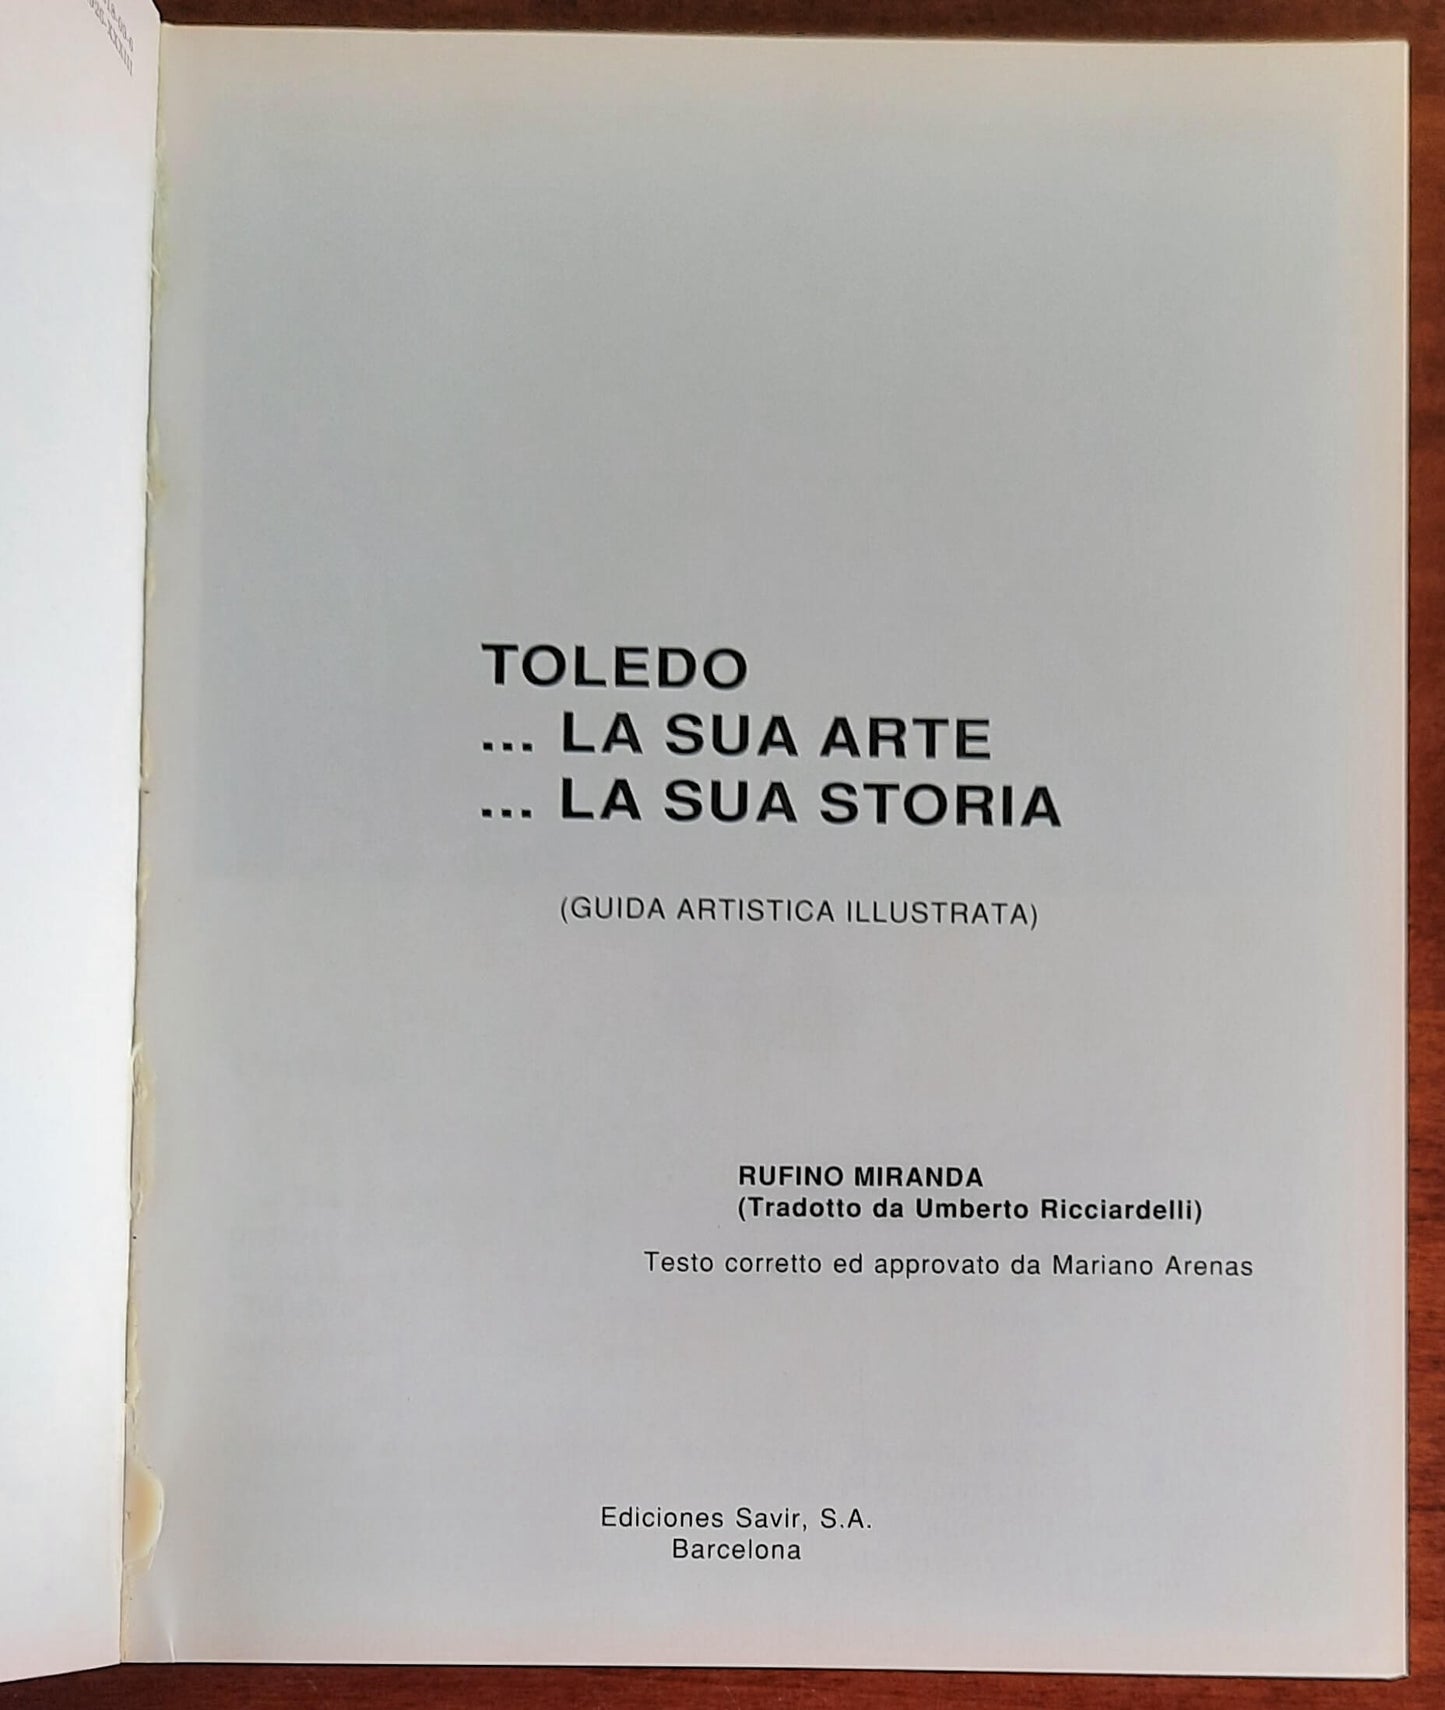 TOLEDO
... LA SUA ARTE
... LA SUA STORIA
(GUIDA ARTISTICA ILLUSTRATA)
RUFINO MIRANDA
(Tradotto da Umberto Ricciardelli)
Testo corretto ed approvato da Mariano Arenas
Ediciones Savir, S.A.
Barcelona